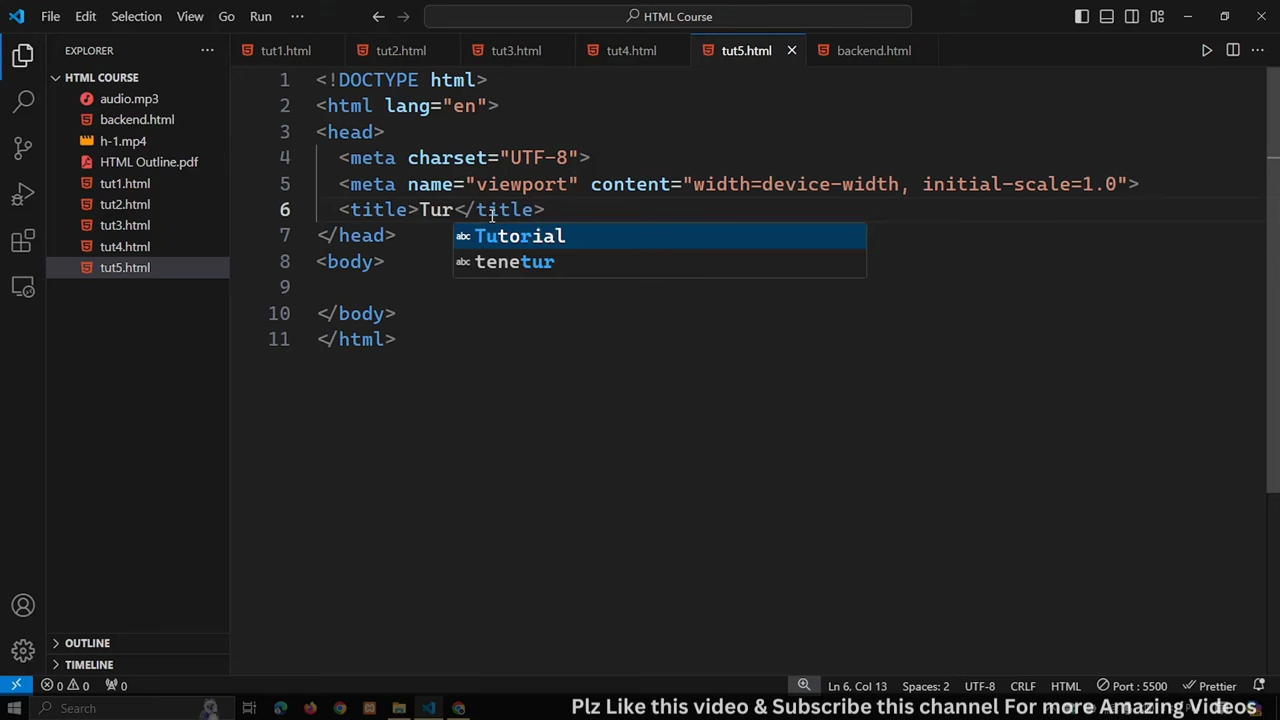 File Edit Selection View Go Run ··· HTML Course
EXPLORER ···
HTML COURSE
audio.mp3
backend.html
h-1.mp4
HTML Outline.pdf
tut1.html
tut2.html
tut3.html
tut4.html
tut5.html
OUTLINE
TIMELINE
tut1.html tut2.html tut3.html tut4.html tut5.html backend.html
1 <!DOCTYPE html>
2 <html lang="en">
3 <head>
4 <meta charset="UTF-8">
5 <meta name="viewport" content="width=device-width, initial-scale=1.0">
6 <title>Tur</title>
7 </head>
abc Tutorial
8 <body>
abc tenetur
9
10 </body>
11 </html>
0 0 0 Ln 6, Col 13 Spaces: 2 UTF-8 CRLF HTML Port : 5500 Prettier
Search
Plz Like this video & Subscribe this channel For more Amazing Videos